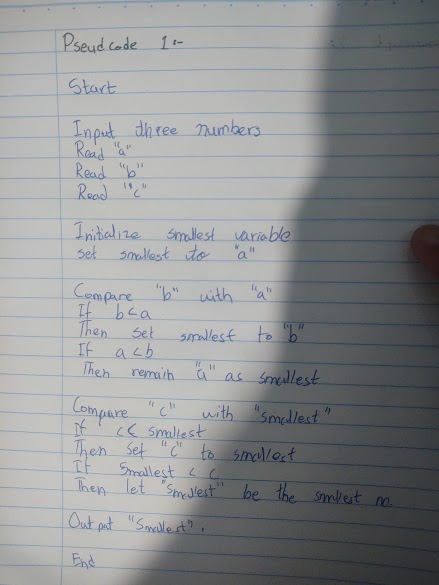 Pseudcode 1:-
Start
Input three numbers
Read "a"
Read "b"
Read "c"
Initialize smallest variable
set smallest to "a"
Compare "b" with "a"
If b<a
Then set smallest to "b"
If a<b
Then remain "a" as smallest
Compare "c" with "smallest"
If c< smallest
Then set "c" to smallest
If smallest < c
Then let "smallest" be the smallest no.
Out put "Smallest".
End